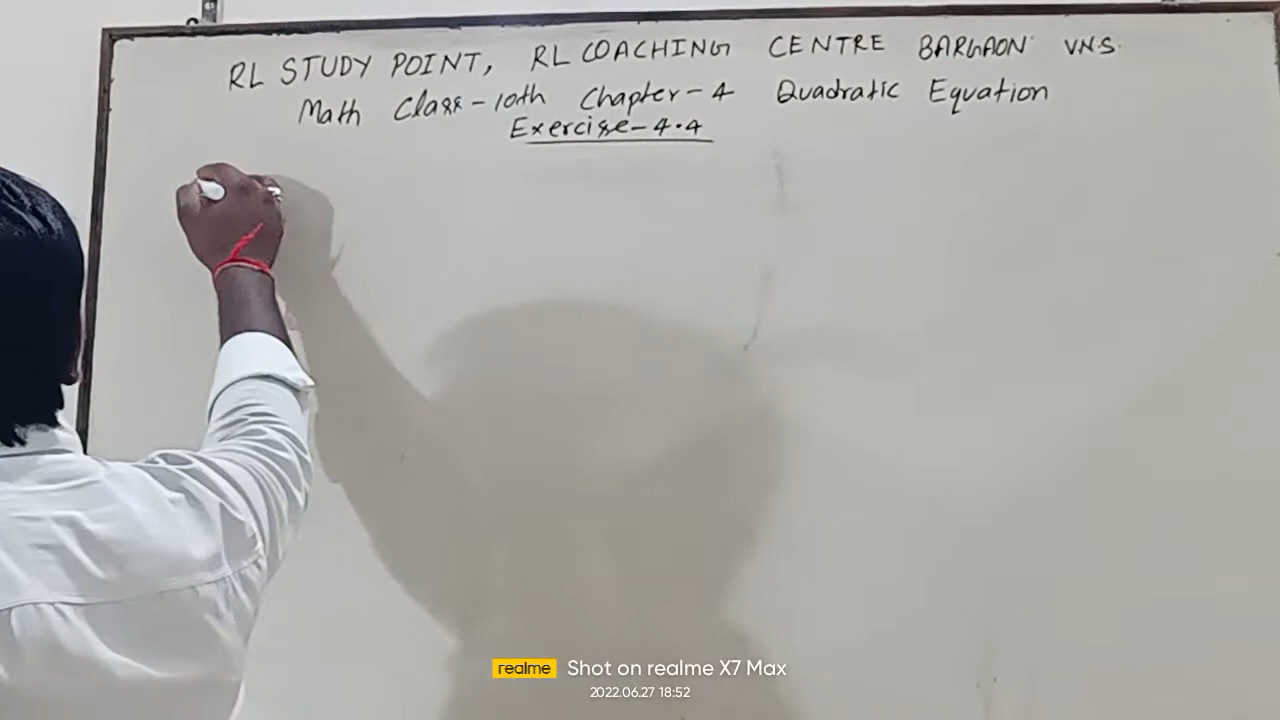 RL STUDY POINT, RL COACHING CENTRE BARGAON VNS.
Math Class-10th Chapter-4 Quadratic Equation
Exercise-4.4
realme Shot on realme X7 Max
2022.06.27 18:52